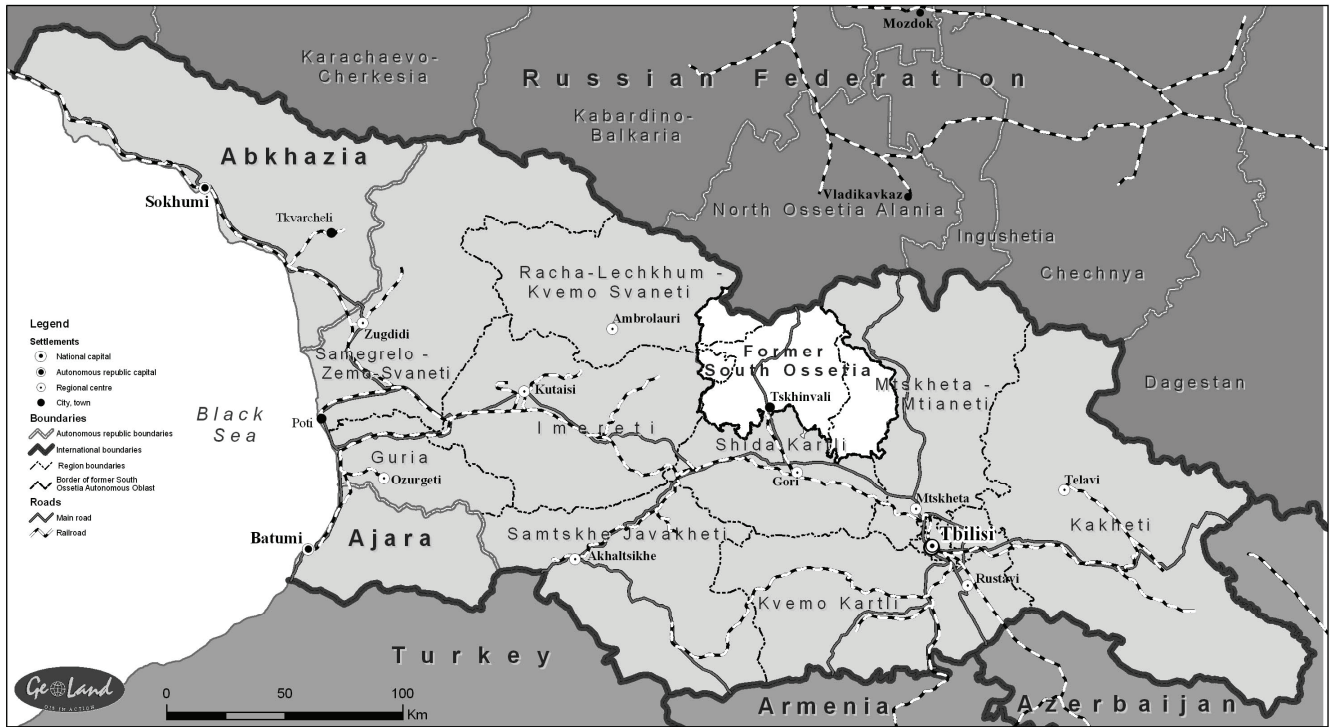 Mozdok
Karachaevo-
Cherkesia
Russian Federation
Kabardino-
Balkaria
Abkhazia
Sokhumi
Tkvarcheli
Vladikavkaz
North Ossetia Alania
Ingushetia
Chechnya
Racha-Lechkhum -
Kvemo Svaneti
Ambrolauri
Zugdidi
Samegrelo -
Zemo-Svaneti
Former
South Ossetia
Mtskheta -
Mtianeti
Dagestan
Kutaisi
Tskhinvali
Black
Sea
Poti
Imereti
Shida Kartli
Guria
Ozurgeti
Gori
Telavi
Mtskheta
Kakheti
Batumi
Ajara
Samtskhe Javakheti
Tbilisi
Akhaltsikhe
Rustavi
Kvemo Kartli
Turkey
Armenia
Azerbaijan
Legend
Settlements
National capital
Autonomous republic capital
Regional centre
City, town
Boundaries
Autonomous republic boundaries
International boundaries
Region boundaries
Border of former South
Ossetia Autonomous Oblast
Roads
Main road
Railroad
GeoLand
GIS IN ACTION
0 50 100
Km